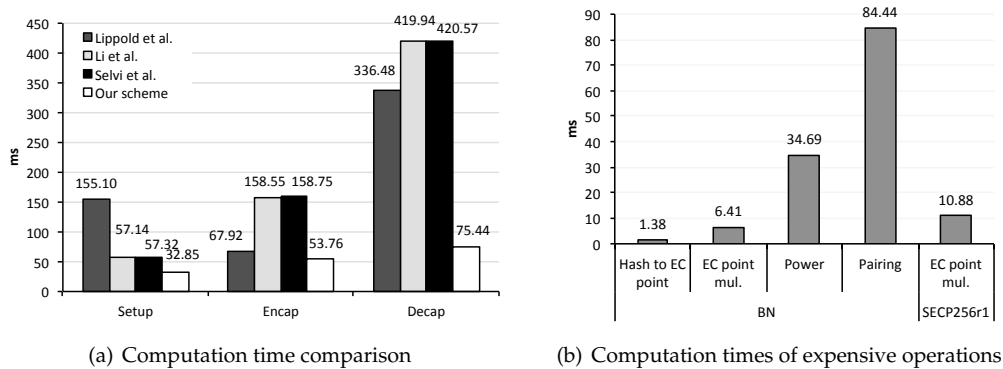 450
400
350
300
250
200
150
100
50
0
ms
Lippold et al.
Li et al.
Selvi et al.
Our scheme
155.10
57.14
57.32
32.85
67.92
158.55
158.75
53.76
336.48
419.94
420.57
75.44
Setup
Encap
Decap
(a) Computation time comparison
90
80
70
60
50
40
30
20
10
0
ms
1.38
6.41
34.69
84.44
10.88
Hash to EC
point
EC point
mul.
Power
Pairing
EC point
mul.
BN
SECP256r1
(b) Computation times of expensive operations